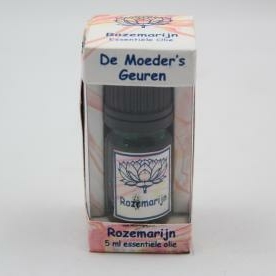 Rozemarijn
Essentiële olie
De Moeder's
Geuren
Rozemarijn
Rozemarijn
5 ml essentiële olie